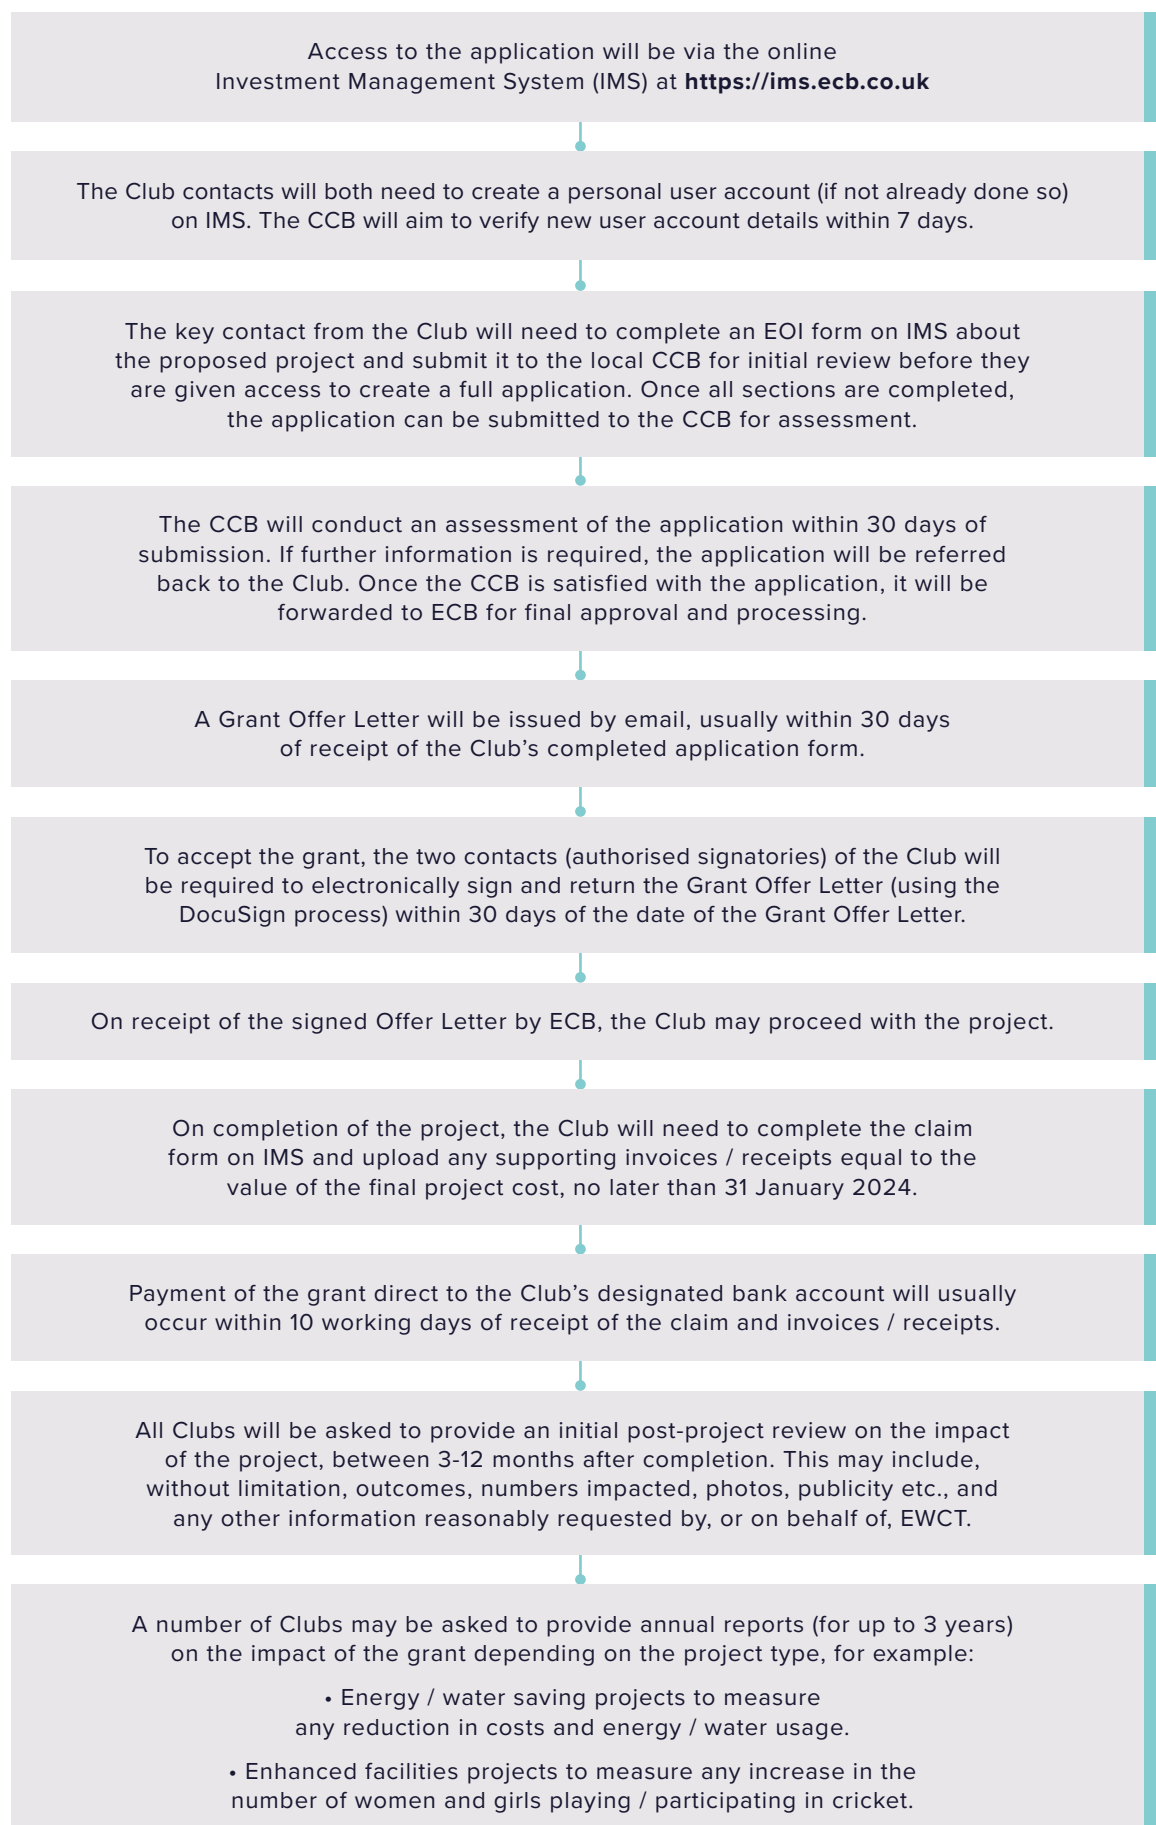 Access to the application will be via the online
Investment Management System (IMS) at https://ims.ecb.co.uk
The Club contacts will both need to create a personal user account (if not already done so)
on IMS. The CCB will aim to verify new user account details within 7 days.
The key contact from the Club will need to complete an EOI form on IMS about
the proposed project and submit it to the local CCB for initial review before they
are given access to create a full application. Once all sections are completed,
the application can be submitted to the CCB for assessment.
The CCB will conduct an assessment of the application within 30 days of
submission. If further information is required, the application will be referred
back to the Club. Once the CCB is satisfied with the application, it will be
forwarded to ECB for final approval and processing.
A Grant Offer Letter will be issued by email, usually within 30 days
of receipt of the Club’s completed application form.
To accept the grant, the two contacts (authorised signatories) of the Club will
be required to electronically sign and return the Grant Offer Letter (using the
DocuSign process) within 30 days of the date of the Grant Offer Letter.
On receipt of the signed Offer Letter by ECB, the Club may proceed with the project.
On completion of the project, the Club will need to complete the claim
form on IMS and upload any supporting invoices / receipts equal to the
value of the final project cost, no later than 31 January 2024.
Payment of the grant direct to the Club’s designated bank account will usually
occur within 10 working days of receipt of the claim and invoices / receipts.
All Clubs will be asked to provide an initial post-project review on the impact
of the project, between 3-12 months after completion. This may include,
without limitation, outcomes, numbers impacted, photos, publicity etc., and
any other information reasonably requested by, or on behalf of, EWCT.
A number of Clubs may be asked to provide annual reports (for up to 3 years)
on the impact of the grant depending on the project type, for example:
• Energy / water saving projects to measure
any reduction in costs and energy / water usage.
• Enhanced facilities projects to measure any increase in the
number of women and girls playing / participating in cricket.